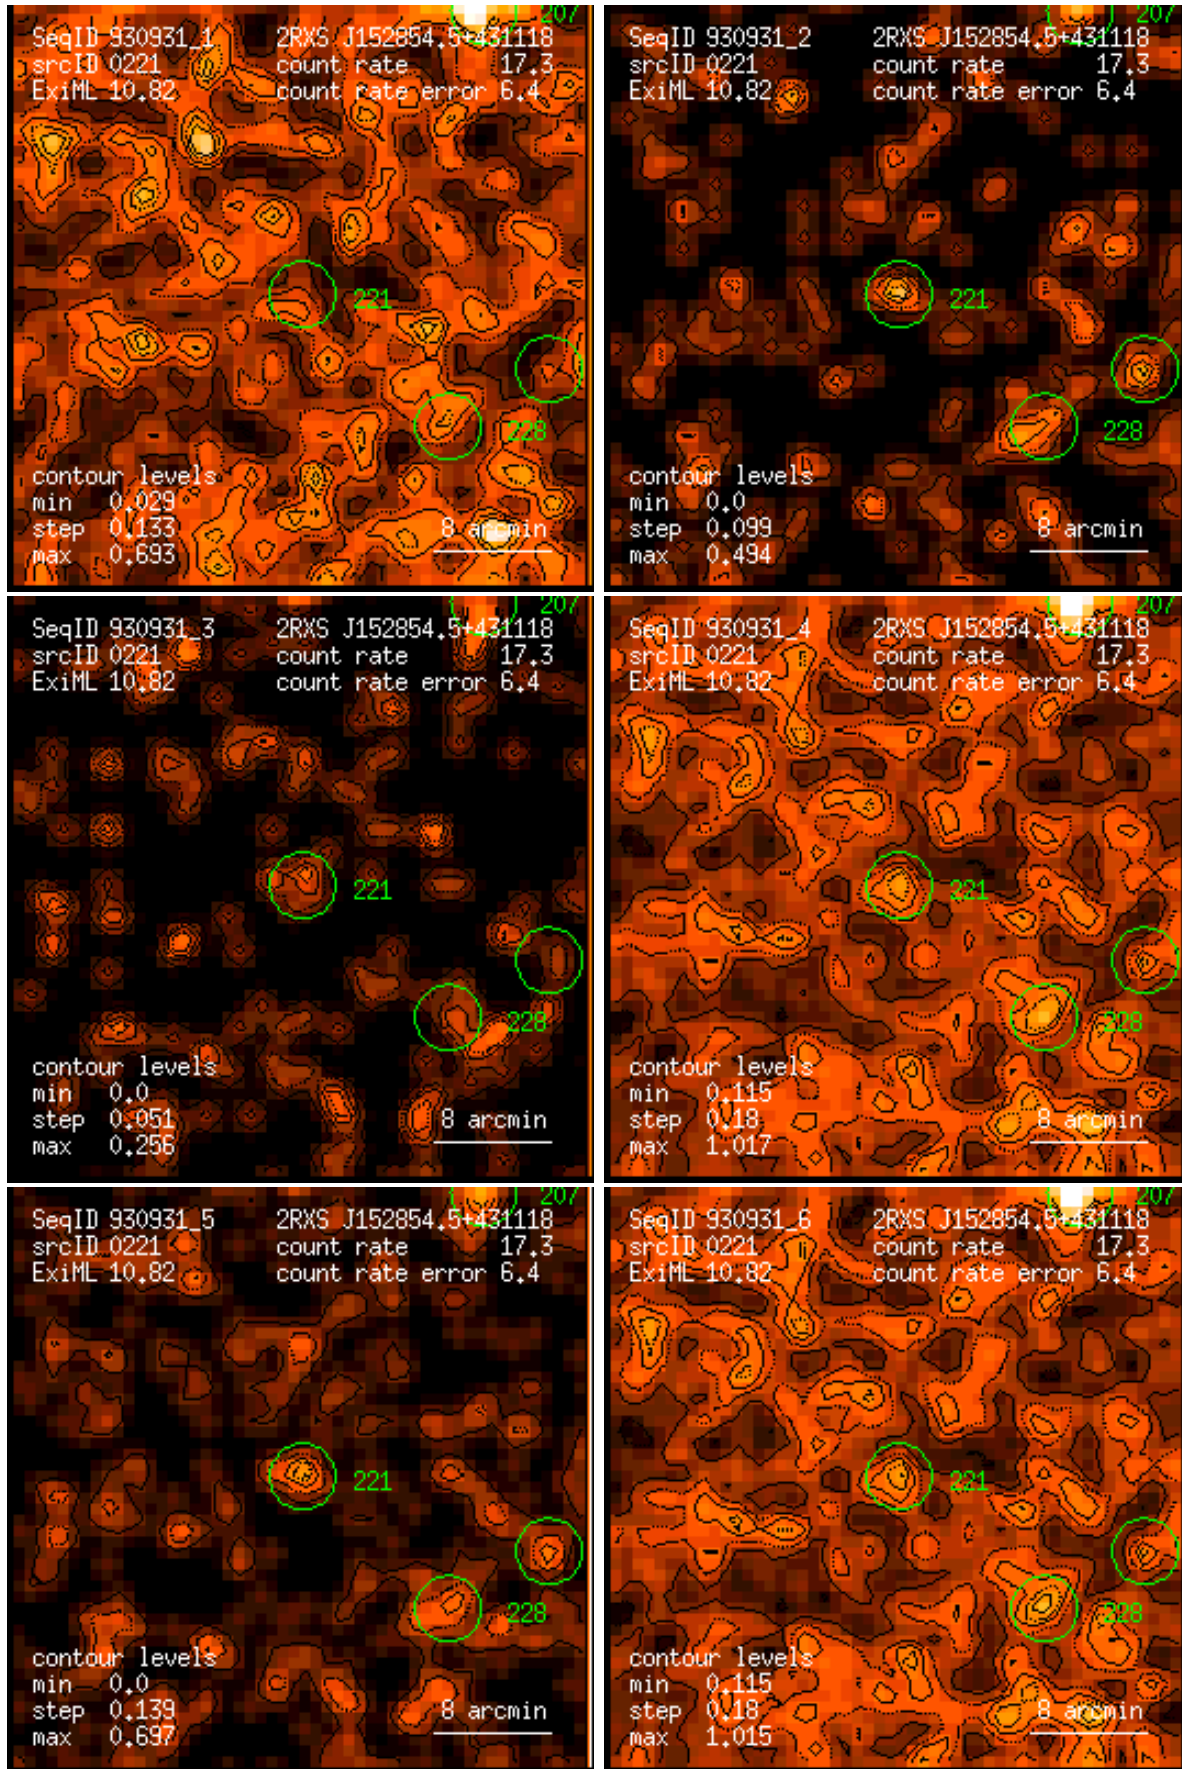 207
SeqID 930931_1 2RXS J152854.5+431118
srcID 0221 count rate 17.3
ExiML 10.82 count rate error 6.4
221
228
contour levels
min 0.029
step 0.133 8 arcmin
max 0.693
207
SeqID 930931_2 2RXS J152854.5+431118
srcID 0221 count rate 17.3
ExiML 10.82 count rate error 6.4
221
228
contour levels
min 0.0
step 0.099 8 arcmin
max 0.494
207
SeqID 930931_3 2RXS J152854.5+431118
srcID 0221 count rate 17.3
ExiML 10.82 count rate error 6.4
221
228
contour levels
min 0.0
step 0.051 8 arcmin
max 0.256
207
SeqID 930931_4 2RXS J152854.5+431118
srcID 0221 count rate 17.3
ExiML 10.82 count rate error 6.4
221
228
contour levels
min 0.115
step 0.18 8 arcmin
max 1.017
207
SeqID 930931_5 2RXS J152854.5+431118
srcID 0221 count rate 17.3
ExiML 10.82 count rate error 6.4
221
228
contour levels
min 0.0
step 0.139 8 arcmin
max 0.697
207
SeqID 930931_6 2RXS J152854.5+431118
srcID 0221 count rate 17.3
ExiML 10.82 count rate error 6.4
221
228
contour levels
min 0.115
step 0.18 8 arcmin
max 1.015